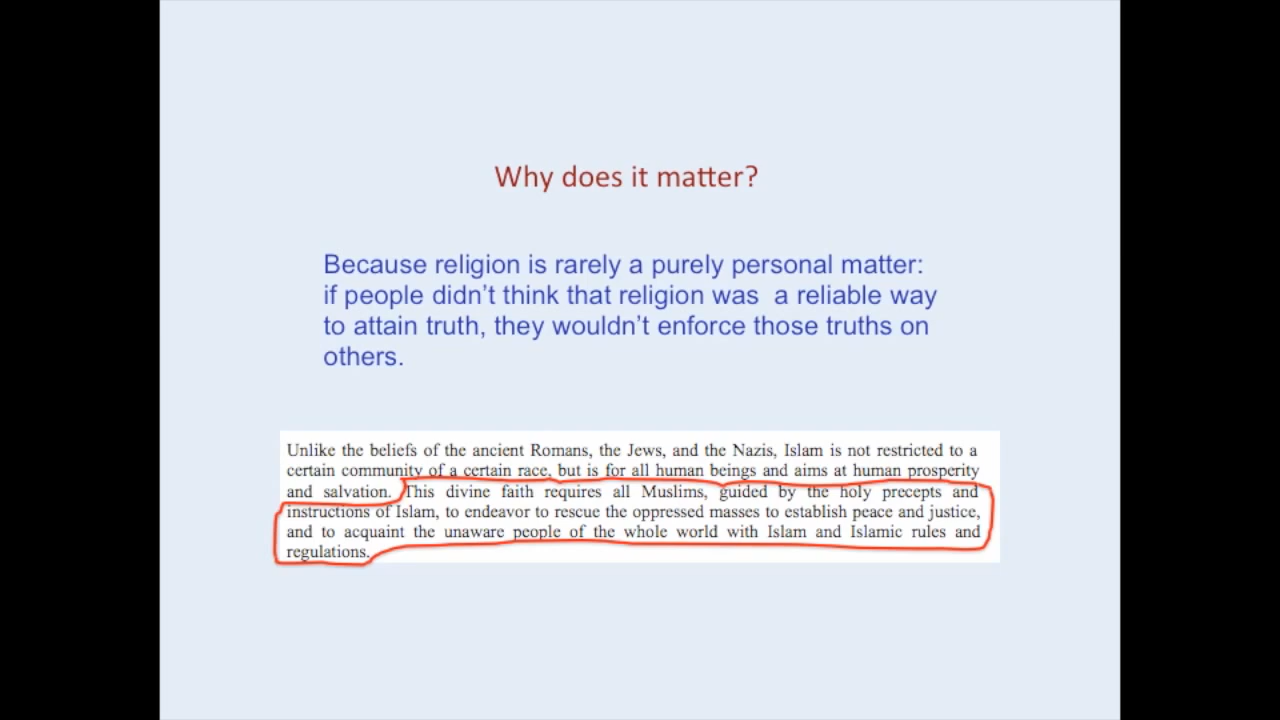 Why does it matter?
Because religion is rarely a purely personal matter:
if people didn’t think that religion was  a reliable way
to attain truth, they wouldn’t enforce those truths on
others.
Unlike the beliefs of the ancient Romans, the Jews, and the Nazis, Islam is not restricted to a
certain community of a certain race, but is for all human beings and aims at human prosperity
and salvation. This divine faith requires all Muslims, guided by the holy precepts and
instructions of Islam, to endeavor to rescue the oppressed masses to establish peace and justice,
and to acquaint the unaware people of the whole world with Islam and Islamic rules and
regulations.